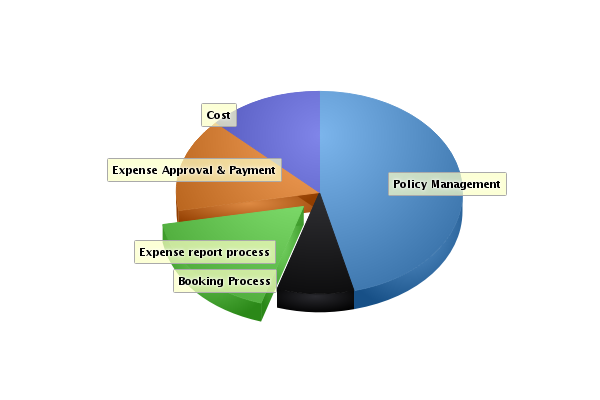 Cost
Expense Approval & Payment
Policy Management
Expense report process
Booking Process